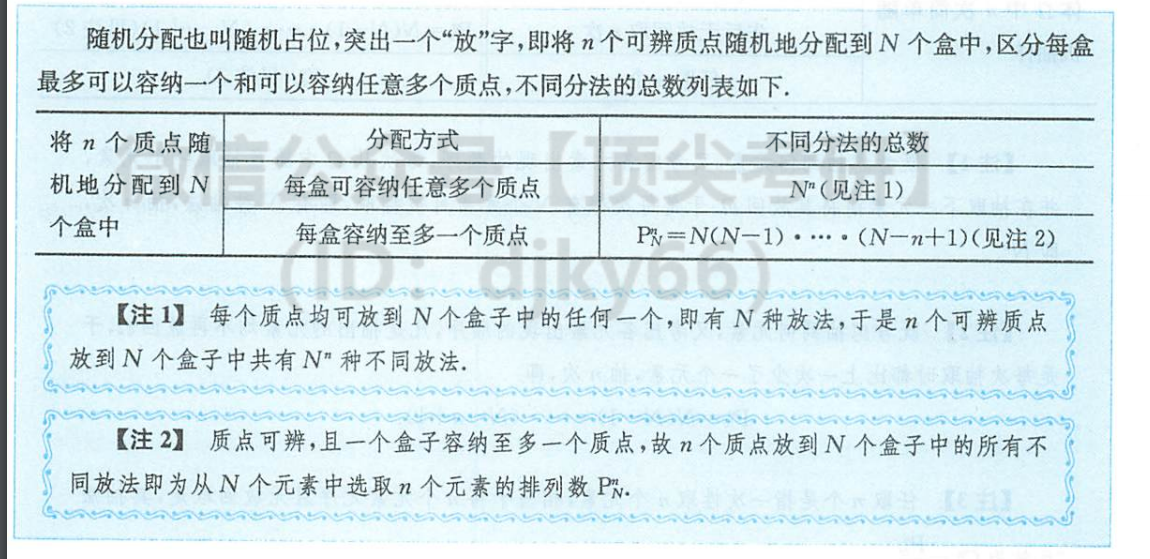 随机分配也叫随机占位,突出一个“放”字,即将 n 个可辨质点随机地分配到 N 个盒中,区分每盒
最多可以容纳一个和可以容纳任意多个质点,不同分法的总数列表如下.
将 n 个质点随
机地分配到 N
个盒中
分配方式
不同分法的总数
每盒可容纳任意多个质点
Nⁿ(见注 1)
每盒容纳至多一个质点
Pⁿ_N=N(N−1)·…·(N−n+1)(见注 2)
微信公众号【顶尖考研】
(ID: djky66)
【注 1】 每个质点均可放到 N 个盒子中的任何一个,即有 N 种放法,于是 n 个可辨质点
放到 N 个盒子中共有 Nⁿ 种不同放法.
【注 2】 质点可辨,且一个盒子容纳至多一个质点,故 n 个质点放到 N 个盒子中的所有不
同放法即为从 N 个元素中选取 n 个元素的排列数 Pⁿ_N.